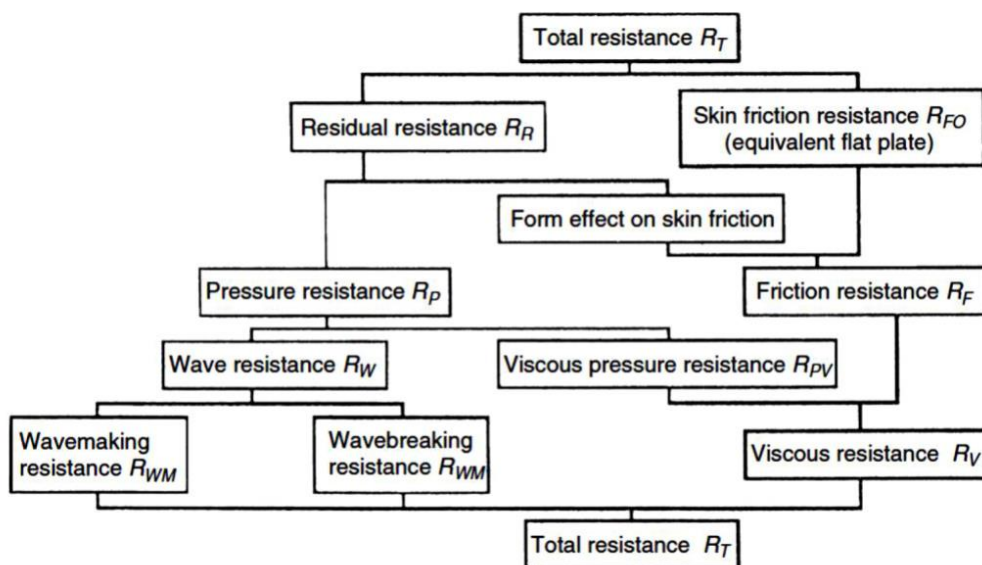 Total resistance R_T
Residual resistance R_R
Skin friction resistance R_FO
(equivalent flat plate)
Form effect on skin friction
Pressure resistance R_P
Friction resistance R_F
Wave resistance R_W
Viscous pressure resistance R_PV
Wavemaking
resistance R_WM
Wavebreaking
resistance R_WM
Viscous resistance R_V
Total resistance R_T